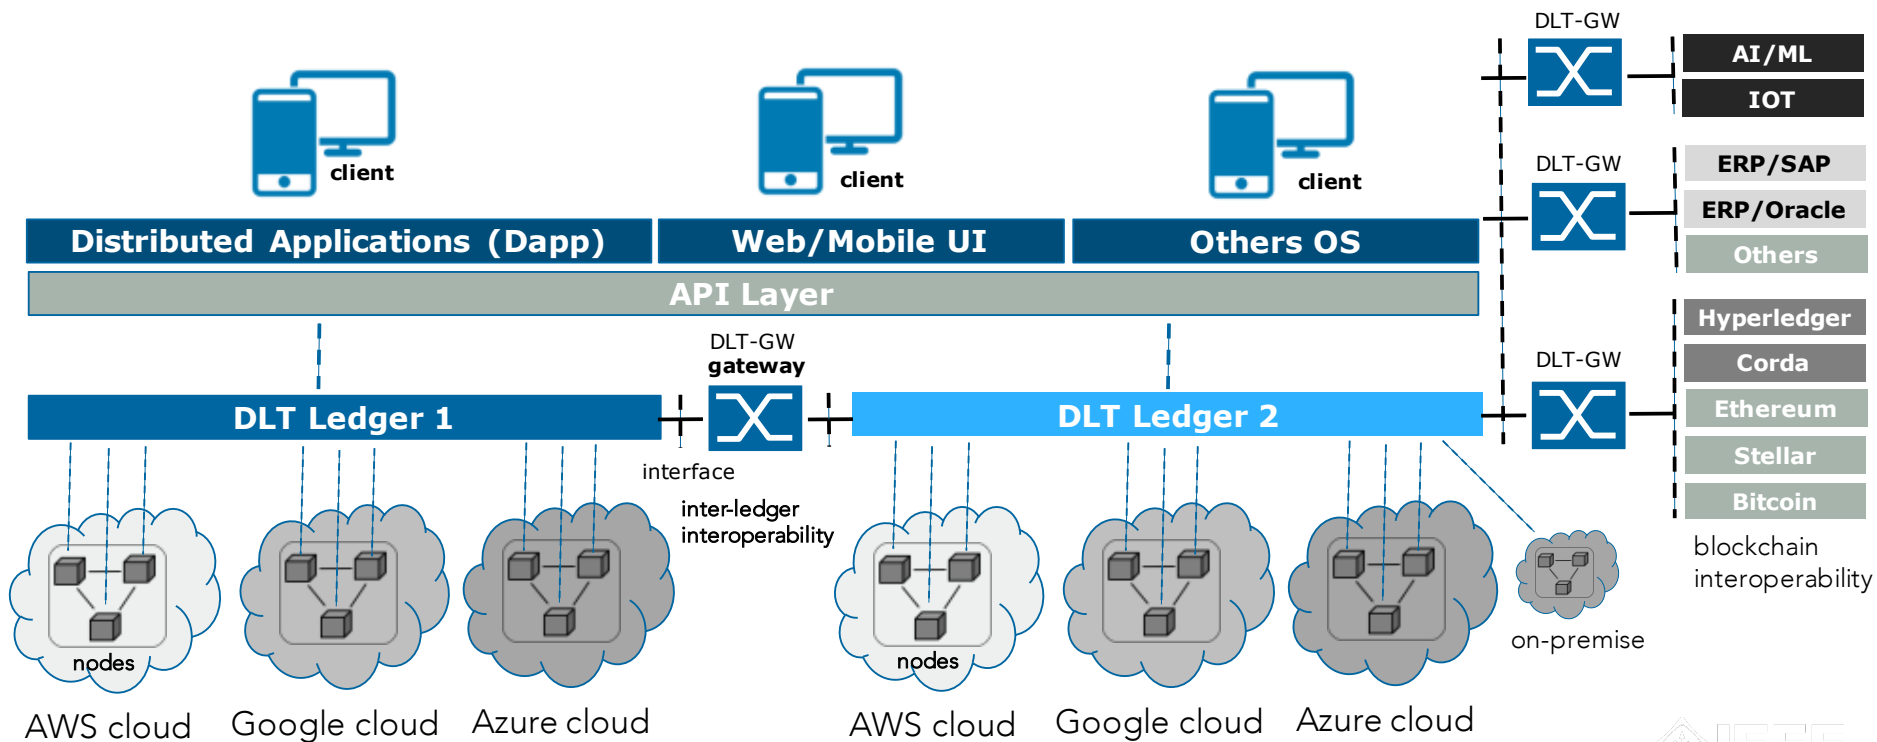 DLT-GW
AI/ML
IOT
client
client
client
DLT-GW
ERP/SAP
ERP/Oracle
Others
Distributed Applications (Dapp)
Web/Mobile UI
Others OS
API Layer
DLT-GW
gateway
DLT-GW
Hyperledger
Corda
Ethereum
Stellar
Bitcoin
DLT Ledger 1
DLT Ledger 2
interface
inter-ledger
interoperability
blockchain
interoperability
nodes
nodes
on-premise
AWS cloud
Google cloud
Azure cloud
AWS cloud
Google cloud
Azure cloud
IEEE